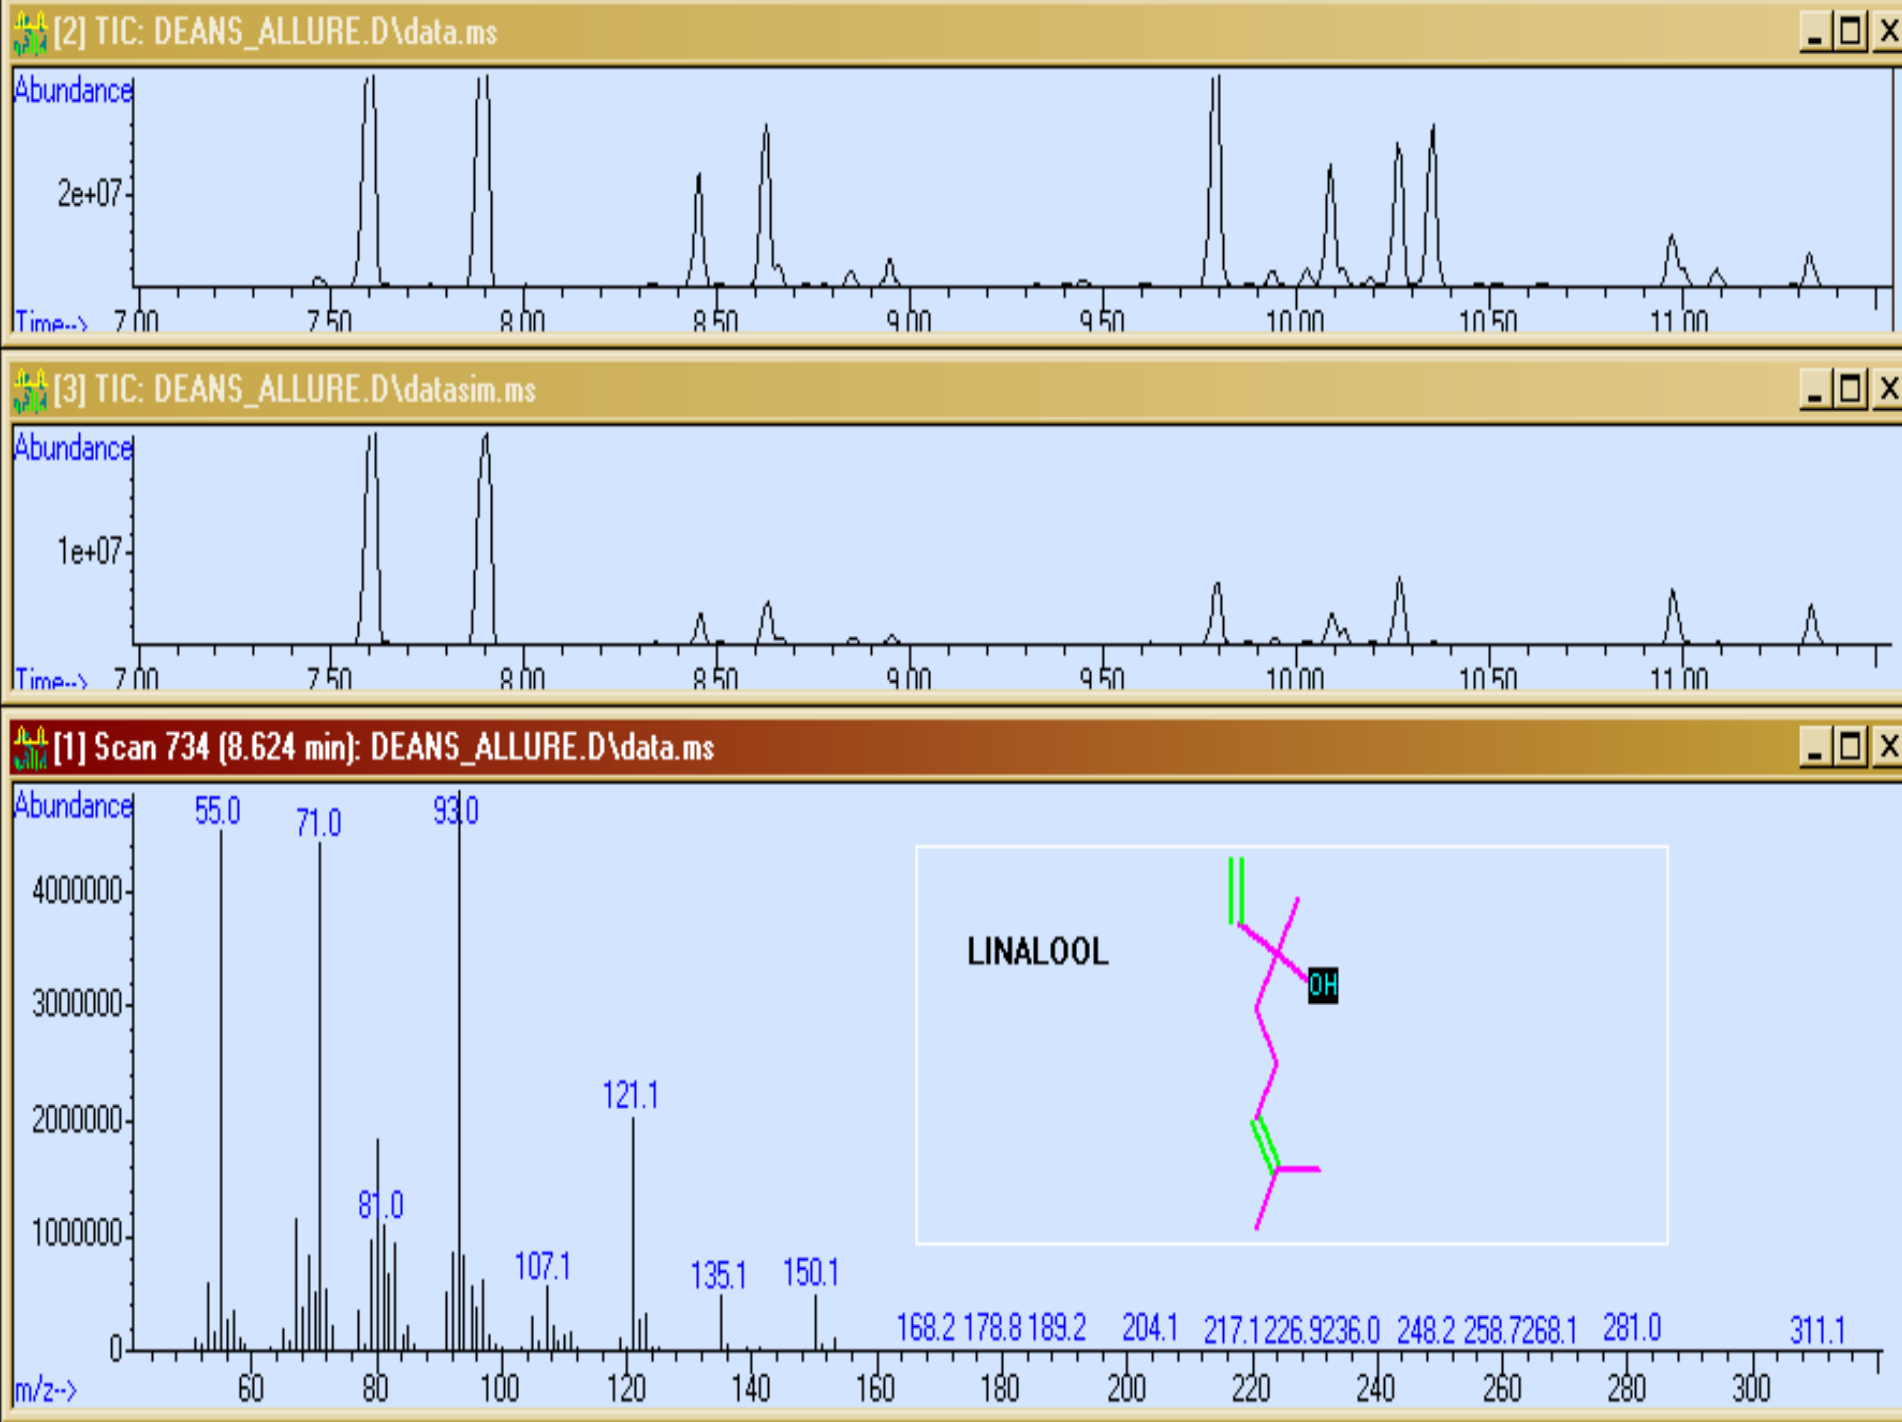 [2] TIC: DEANS_ALLURE.D\data.ms
Abundance
2e+07
Time--> 7.00 7.50 8.00 8.50 9.00 9.50 10.00 10.50 11.00
[3] TIC: DEANS_ALLURE.D\datasim.ms
Abundance
1e+07
Time--> 7.00 7.50 8.00 8.50 9.00 9.50 10.00 10.50 11.00
[1] Scan 734 (8.624 min): DEANS_ALLURE.D\data.ms
Abundance
55.0 71.0 93.0
4000000
LINALOOL
OH
3000000
121.1
2000000
81.0
1000000
107.1 135.1 150.1
168.2 178.8 189.2 204.1 217.1 226.9 236.0 248.2 258.7 268.1 281.0 311.1
0
m/z--> 60 80 100 120 140 160 180 200 220 240 260 280 300